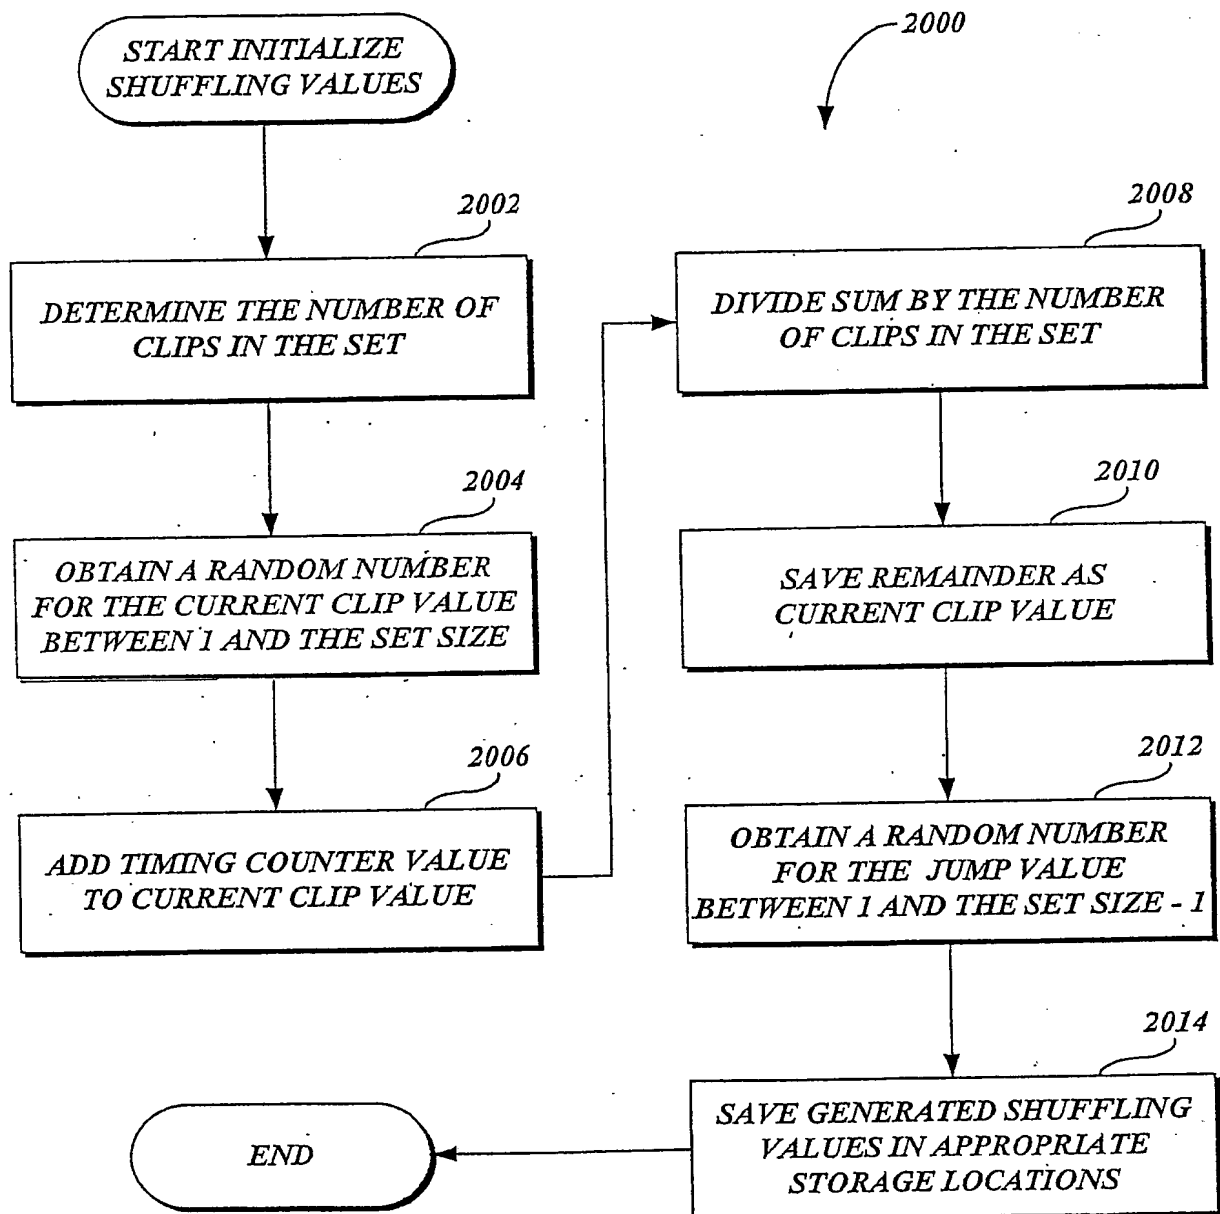 START INITIALIZE
SHUFFLING VALUES
2000
2002
DETERMINE THE NUMBER OF
CLIPS IN THE SET
2004
OBTAIN A RANDOM NUMBER
FOR THE CURRENT CLIP VALUE
BETWEEN 1 AND THE SET SIZE
2006
ADD TIMING COUNTER VALUE
TO CURRENT CLIP VALUE
2008
DIVIDE SUM BY THE NUMBER
OF CLIPS IN THE SET
2010
SAVE REMAINDER AS
CURRENT CLIP VALUE
2012
OBTAIN A RANDOM NUMBER
FOR THE JUMP VALUE
BETWEEN 1 AND THE SET SIZE - 1
2014
SAVE GENERATED SHUFFLING
VALUES IN APPROPRIATE
STORAGE LOCATIONS
END